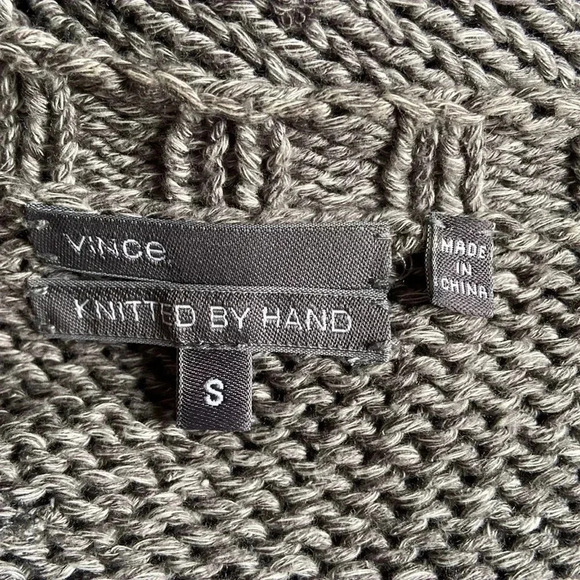 VINCE.
KNITTED BY HAND
S
MADE
IN
CHINA